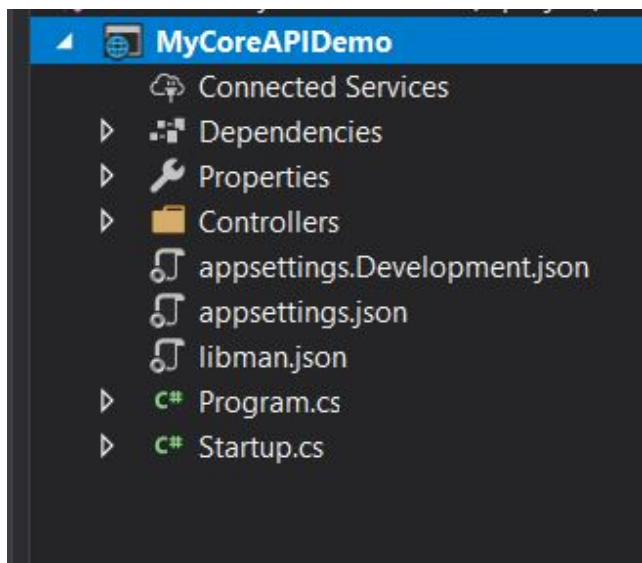 MyCoreAPIDemo
Connected Services
Dependencies
Properties
Controllers
appsettings.Development.json
appsettings.json
libman.json
C# Program.cs
C# Startup.cs